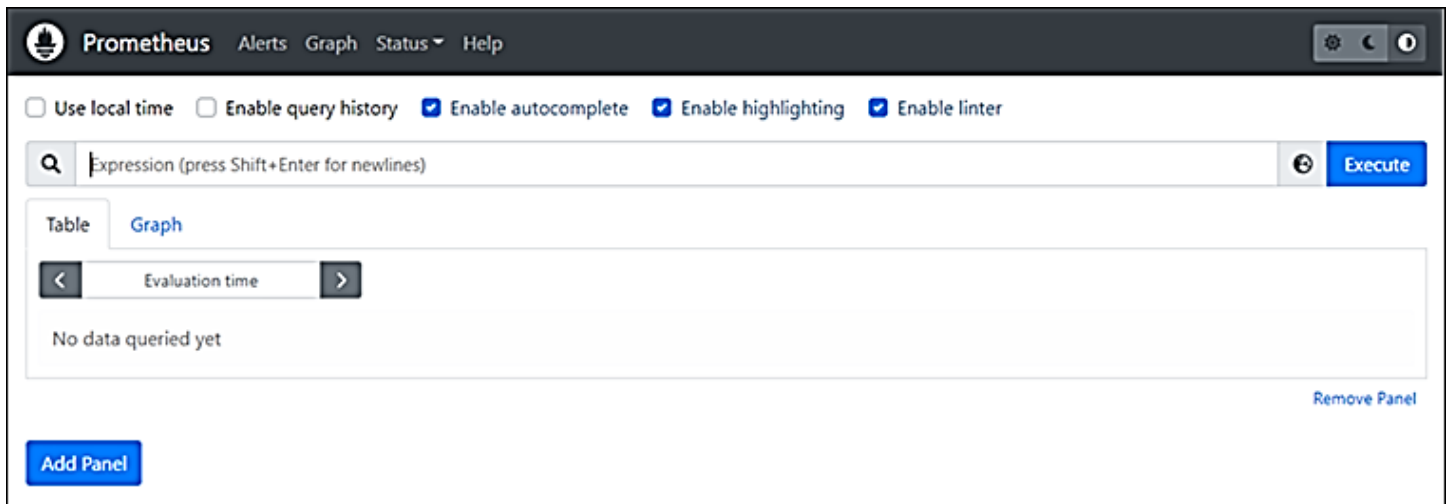 Prometheus Alerts Graph Status Help
Use local time Enable query history Enable autocomplete Enable highlighting Enable linter
Expression (press Shift+Enter for newlines) Execute
Table Graph
Evaluation time
No data queried yet
Remove Panel
Add Panel